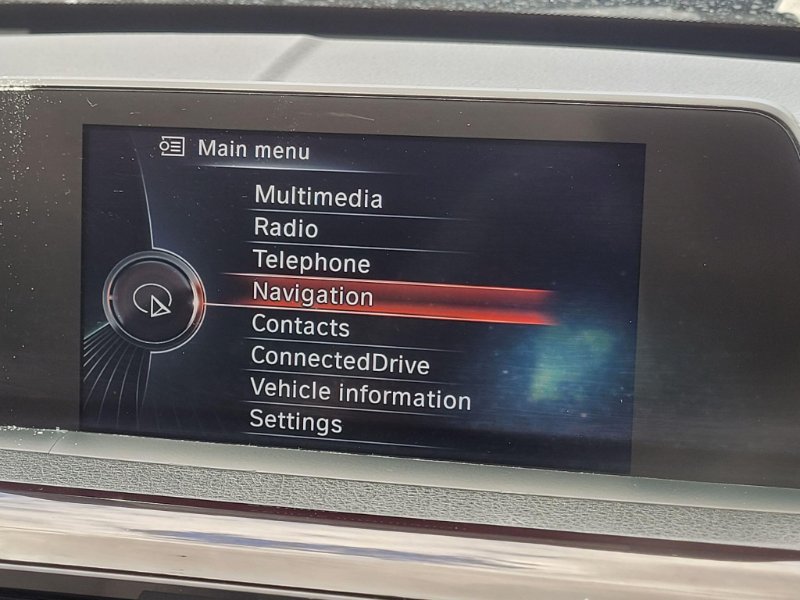 Main menu
Multimedia
Radio
Telephone
Navigation
Contacts
ConnectedDrive
Vehicle information
Settings